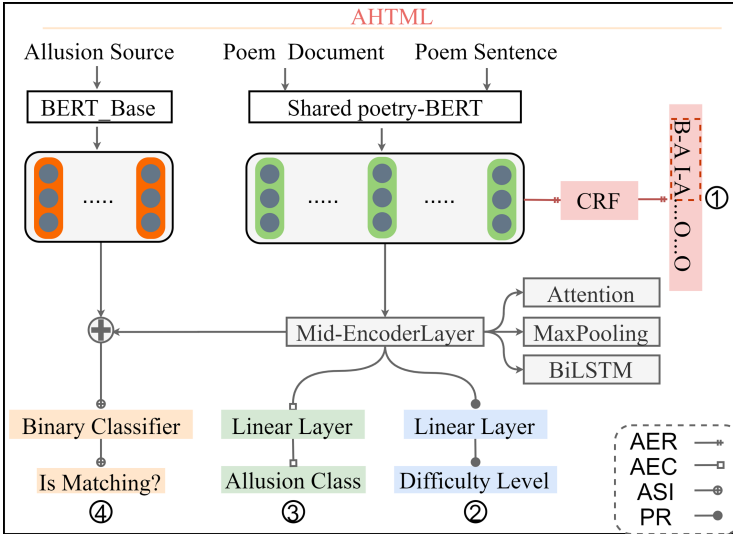 AHTML
Allusion Source
Poem Document
Poem Sentence
BERT_Base
Shared poetry-BERT
.....
.....
.....
CRF
B-A I-A...O...O
①
Attention
Mid-EncoderLayer
MaxPooling
BiLSTM
Binary Classifier
Linear Layer
Linear Layer
Is Matching?
Allusion Class
Difficulty Level
④
③
②
AER
AEC
ASI
PR